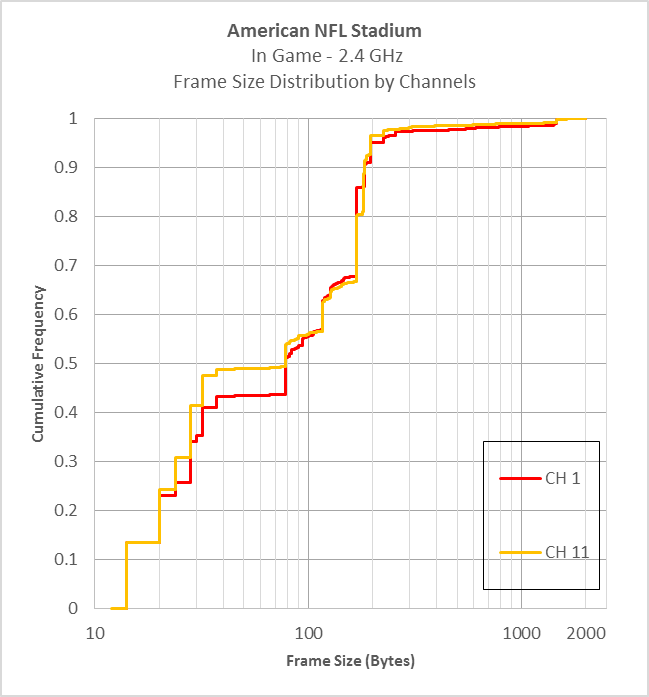 American NFL Stadium
In Game - 2.4 GHz
Frame Size Distribution by Channels
1
0.9
0.8
0.7
0.6
0.5
0.4
0.3
0.2
0.1
0
Cumulative Frequency
CH 1
CH 11
10 100 1000 2000
Frame Size (Bytes)